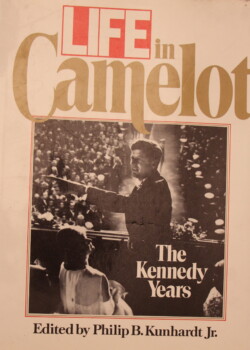 LIFE in
Camelot
The
Kennedy
Years
Edited by Philip B. Kunhardt Jr.